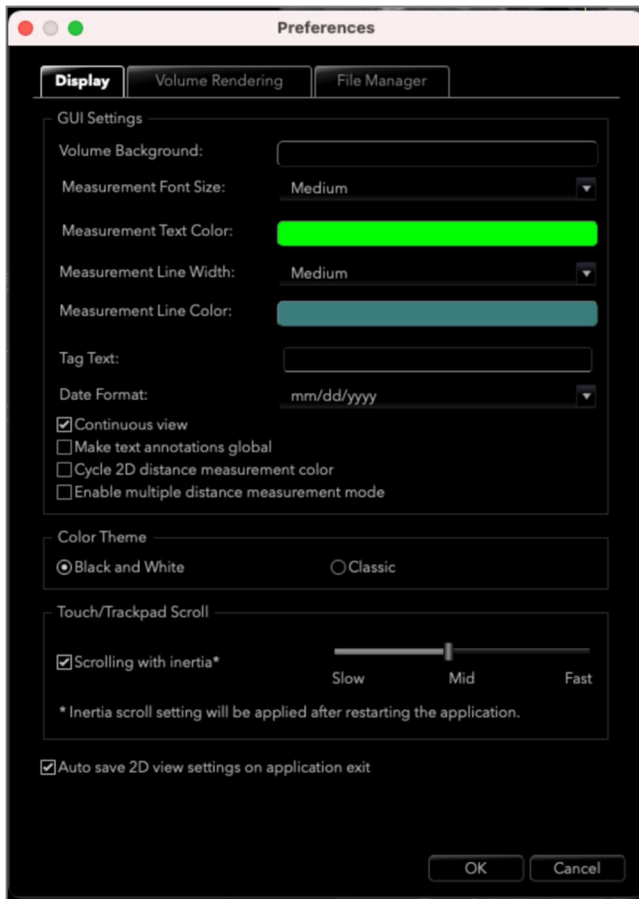 Preferences
Display Volume Rendering File Manager
GUI Settings
Volume Background:
Measurement Font Size: Medium
Measurement Text Color:
Measurement Line Width: Medium
Measurement Line Color:
Tag Text:
Date Format: mm/dd/yyyy
Continuous view
Make text annotations global
Cycle 2D distance measurement color
Enable multiple distance measurement mode
Color Theme
Black and White Classic
Touch/Trackpad Scroll
Scrolling with inertia*
Slow Mid Fast
* Inertia scroll setting will be applied after restarting the application.
Auto save 2D view settings on application exit
OK Cancel